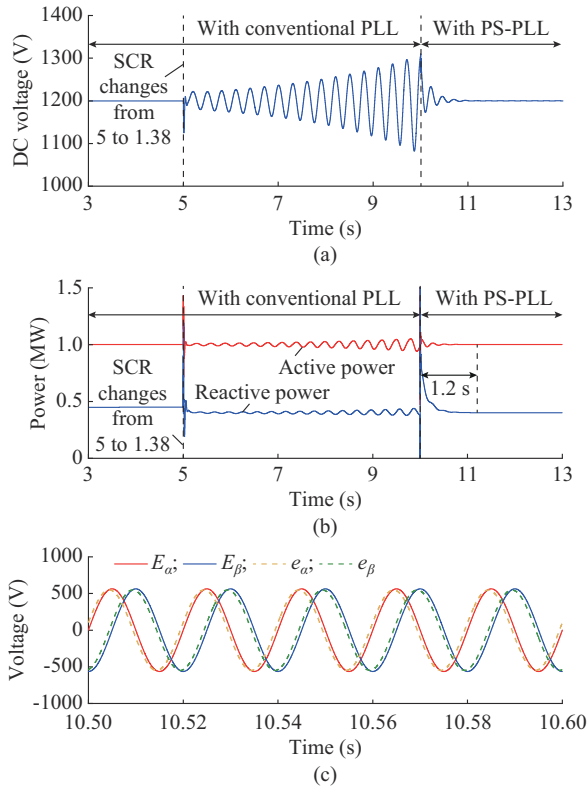 1400
With conventional PLL
With PS-PLL
1300
SCR
changes
from
5 to 1.38
1200
1100
1000
DC voltage (V)
3 5 7 9 11 13
Time (s)
(a)
1.5
With conventional PLL
With PS-PLL
1.0
Active power
SCR
changes
from
5 to 1.38
Reactive power
1.2 s
0.5
0
Power (MW)
3 5 7 9 11 13
Time (s)
(b)
1000
Eα; Eβ; eα; eβ
500
0
-500
-1000
Voltage (V)
10.50 10.52 10.54 10.56 10.58 10.60
Time (s)
(c)